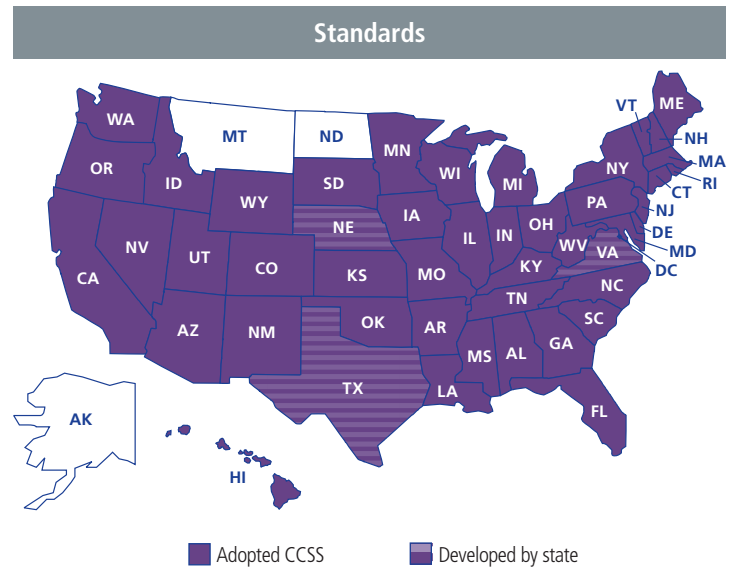 Standards
WA
MT
ND
MN
VT
ME
NH
MA
RI
CT
OR
ID
SD
WI
MI
NY
WY
IA
PA
NJ
NE
OH
DE
NV
UT
IL
IN
WV
VA
MD
DC
CA
CO
KS
MO
KY
NC
TN
AZ
NM
OK
AR
SC
MS
AL
GA
TX
LA
FL
AK
HI
Adopted CCSS
Developed by state